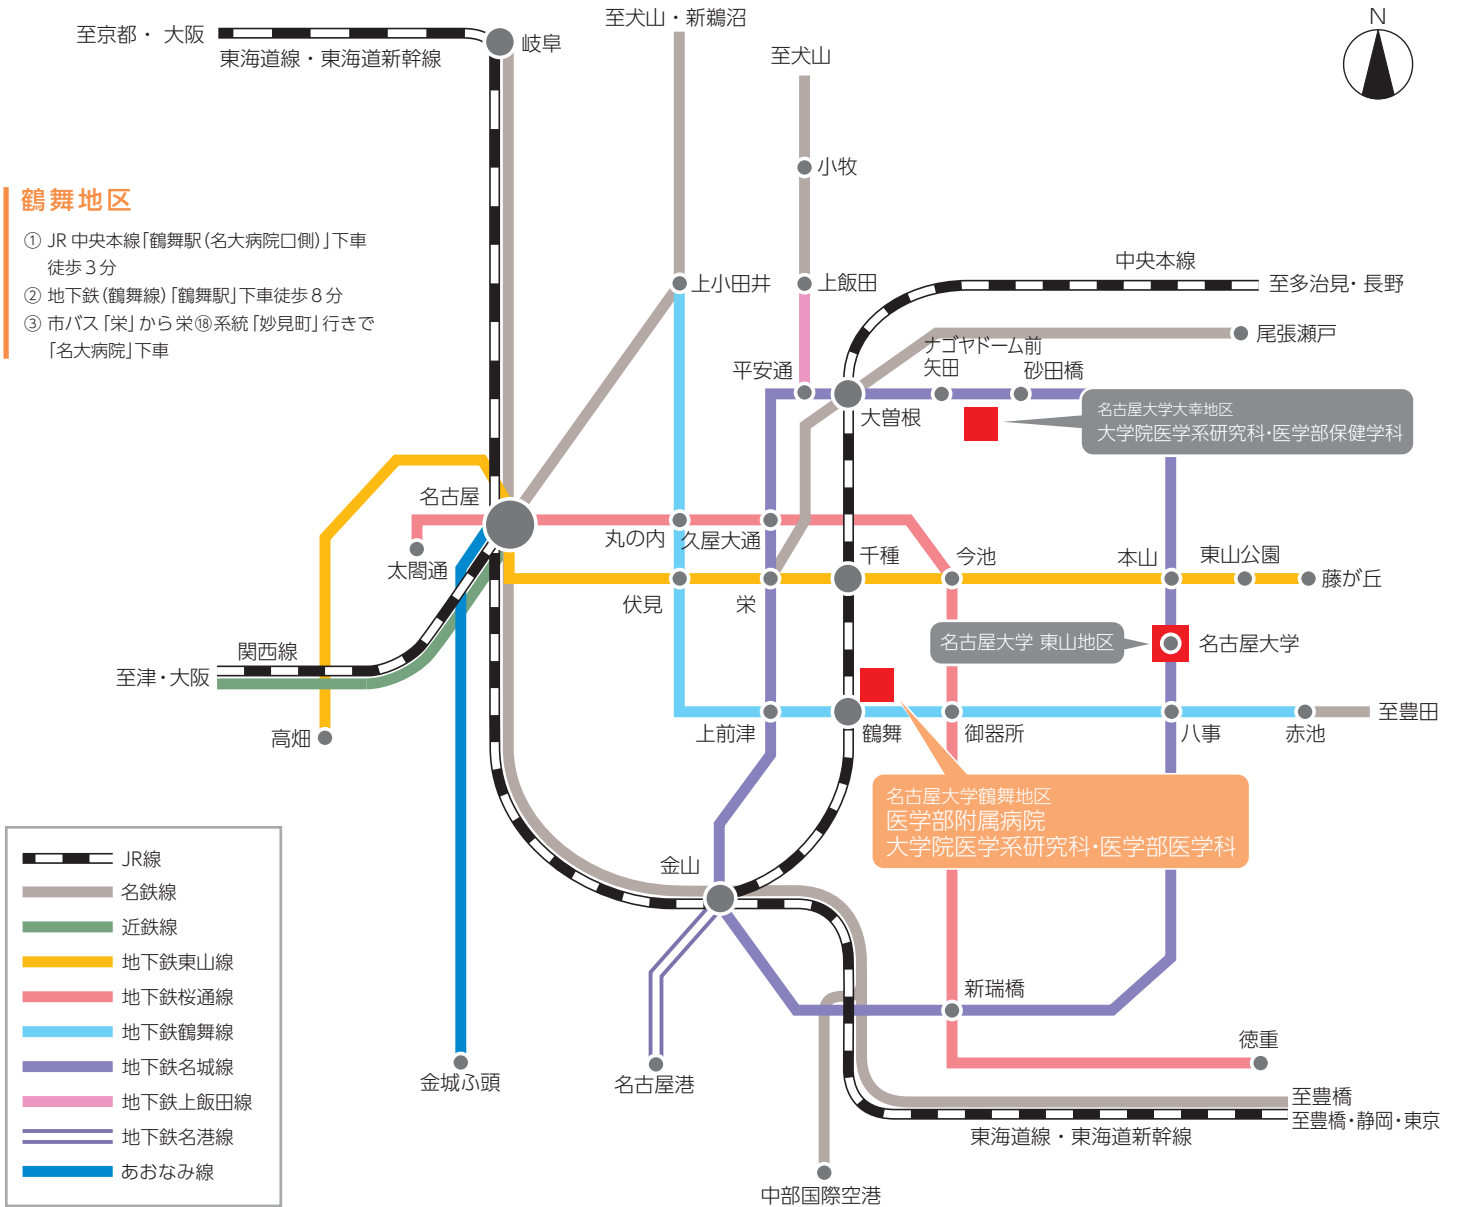 至京都・ 大阪
東海道線・東海道新幹線
岐阜
至犬山・新鵜沼
至犬山
N
小牧
鶴舞地区
① JR 中央本線「鶴舞駅(名大病院口側)」下車
徒歩３分
② 地下鉄(鶴舞線)「鶴舞駅」下車徒歩８分
③ 市バス「栄」から栄⑱系統「妙見町」行きで
「名大病院」下車
上小田井
上飯田
中央本線
至多治見・長野
尾張瀬戸
ナゴヤドーム前
矢田
砂田橋
平安通
大曽根
名古屋大学大幸地区
大学院医学系研究科・医学部保健学科
名古屋
太閤通
丸の内
久屋大通
千種
今池
本山
東山公園
藤が丘
伏見
栄
名古屋大学 東山地区
名古屋大学
関西線
至津・大阪
高畑
上前津
鶴舞
御器所
八事
赤池
至豊田
名古屋大学鶴舞地区
医学部附属病院
大学院医学系研究科・医学部医学科
金山
新瑞橋
徳重
金城ふ頭
名古屋港
至豊橋
至豊橋・静岡・東京
東海道線・東海道新幹線
中部国際空港
JR線
名鉄線
近鉄線
地下鉄東山線
地下鉄桜通線
地下鉄鶴舞線
地下鉄名城線
地下鉄上飯田線
地下鉄名港線
あおなみ線